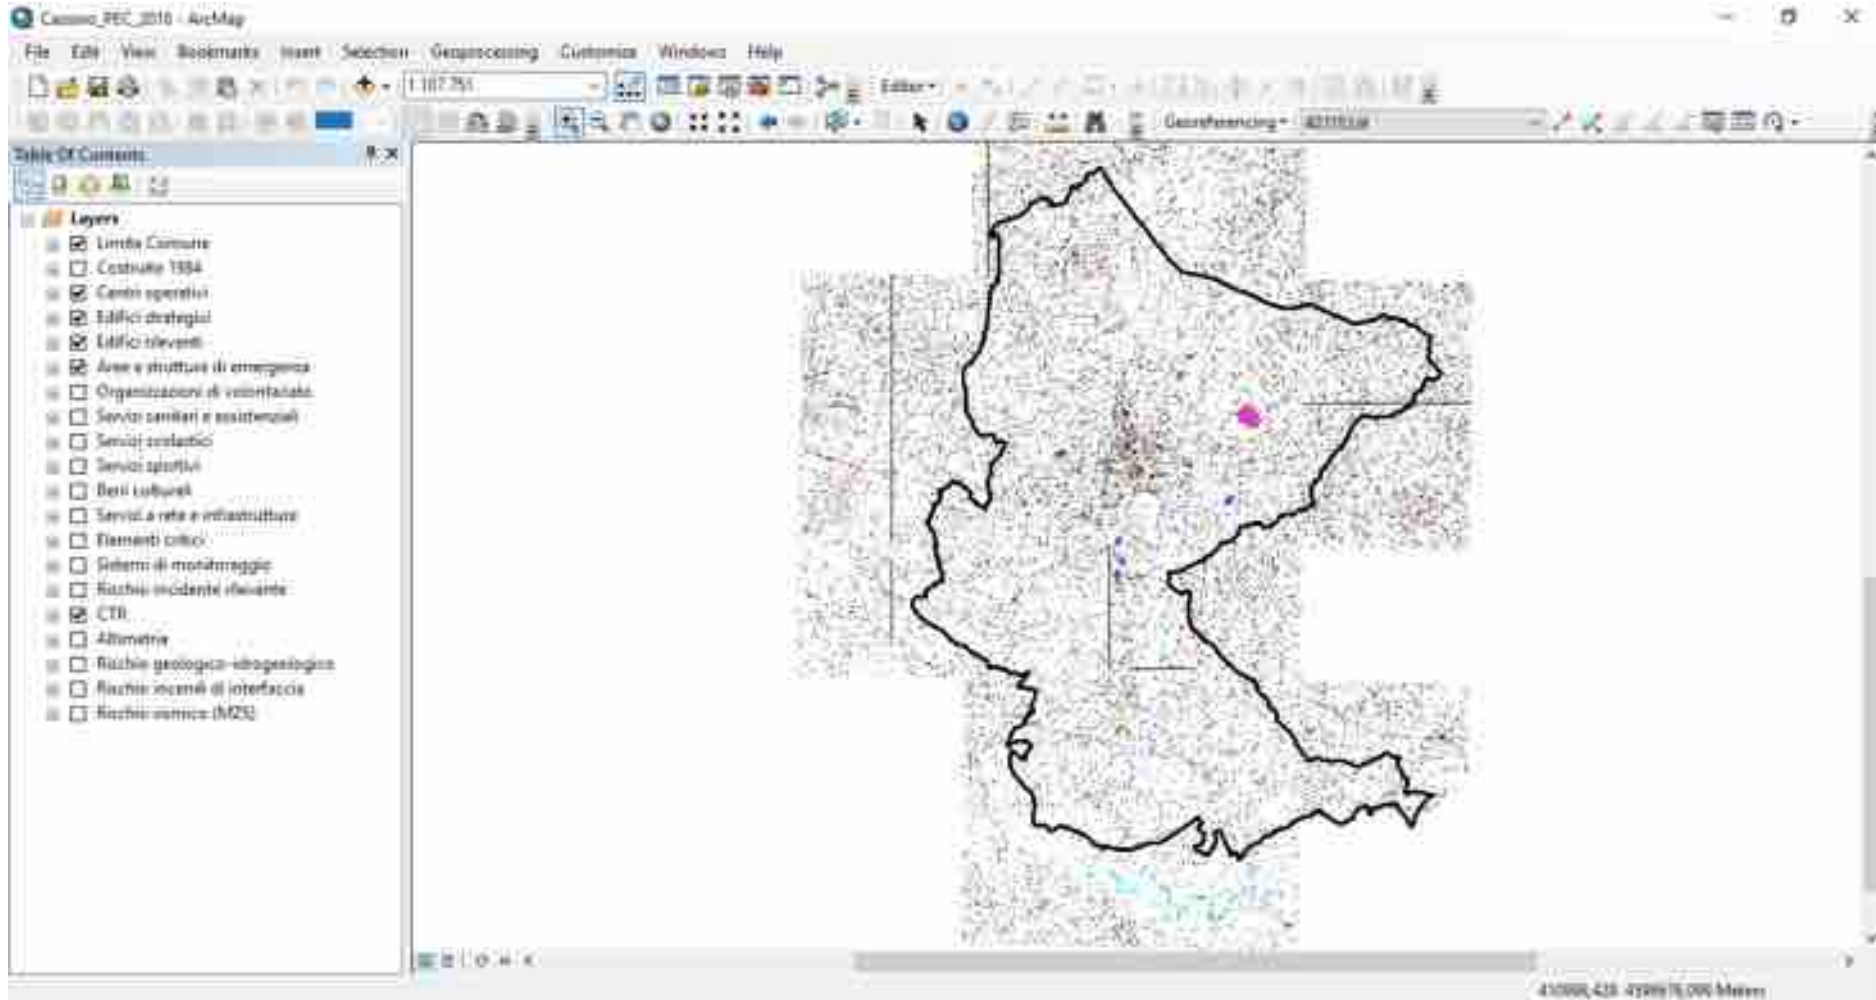 Cassino_PEC_2016 - ArcMap
File Edit View Bookmarks Insert Selection Geoprocessing Customize Windows Help
Editor
Georeferencing
Table Of Contents
Layers
Limite Comune
Costruito 1984
Centri operativi
Edifici strategici
Edifici rilevanti
Aree e strutture di emergenza
Organizzazioni di volontariato
Servizi sanitari e assistenziali
Servizi scolastici
Servizi sportivi
Beni culturali
Servizi a rete e infrastrutture
Elementi critici
Sistemi di monitoraggio
Rischio incidente rilevante
CTR
Altimetria
Rischio geologico-idrogeologico
Rischio incendi di interfaccia
Rischio sismico (MZS)
Meters